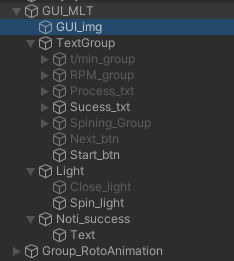 GUI_MLT
GUI_img
TextGroup
t/min_group
RPM_group
Process_txt
Sucess_txt
Spining_Group
Next_btn
Start_btn
Light
Close_light
Spin_light
Noti_success
Text
Group_RotoAnimation